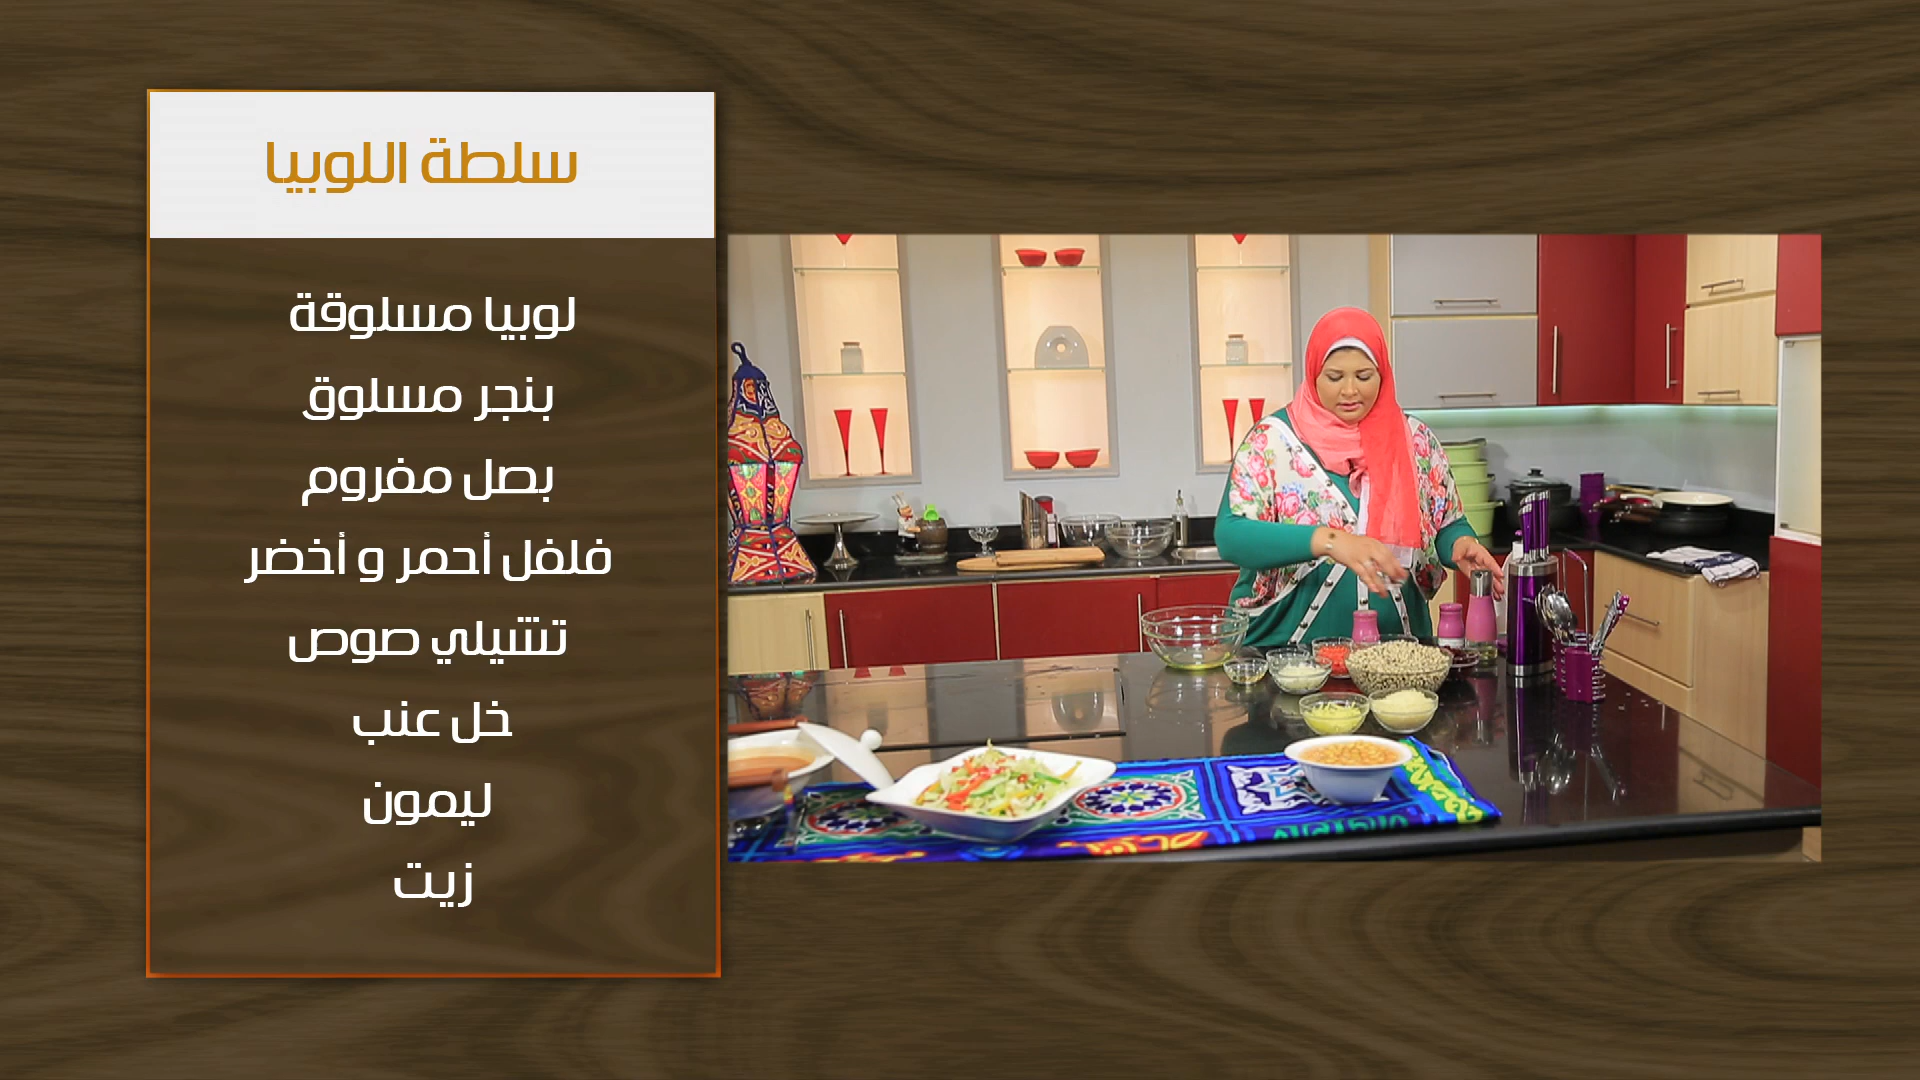 سلطة اللوبيا
لوبيا مسلوقة
بنجر مسلوق
بصل مفروم
فلفل أحمر و أخضر
تشيلي صوص
خل عنب
ليمون
زيت